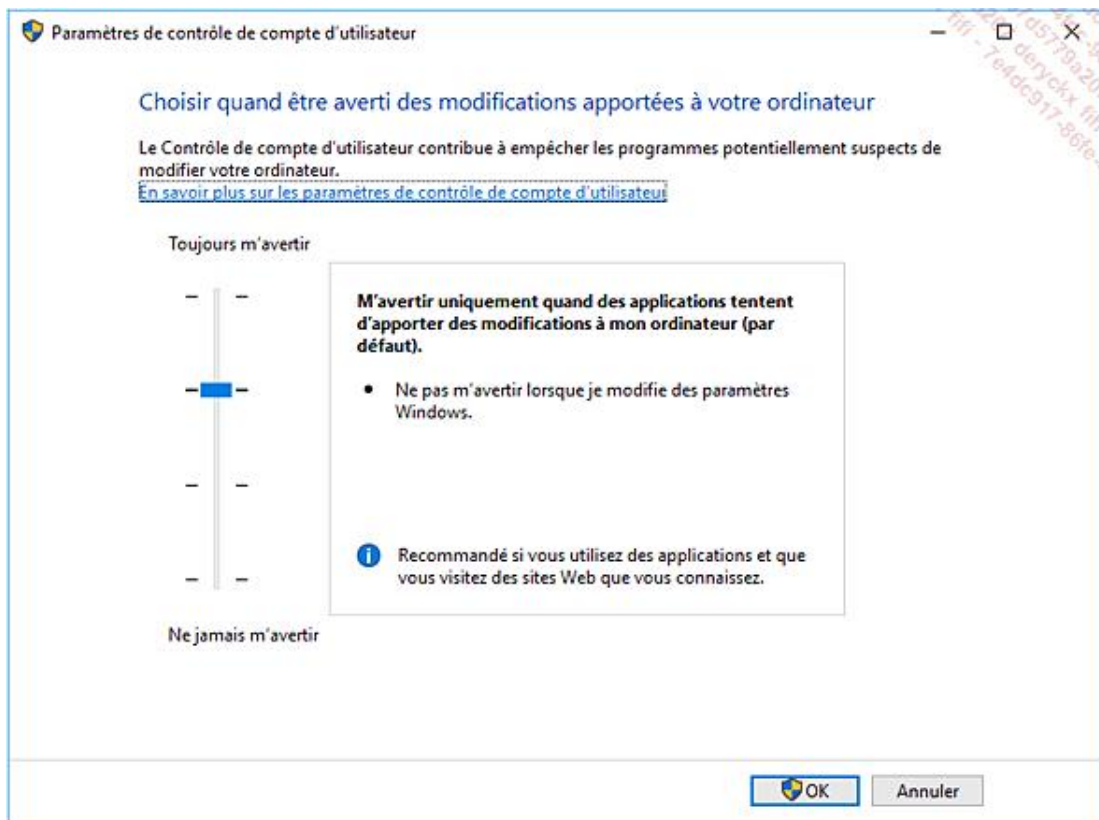 Paramètres de contrôle de compte d'utilisateur
Choisir quand être averti des modifications apportées à votre ordinateur
Le Contrôle de compte d'utilisateur contribue à empêcher les programmes potentiellement suspects de
modifier votre ordinateur.
En savoir plus sur les paramètres de contrôle de compte d'utilisateur
Toujours m'avertir
M'avertir uniquement quand des applications tentent
d'apporter des modifications à mon ordinateur (par
défaut).
• Ne pas m'avertir lorsque je modifie des paramètres
Windows.
Recommandé si vous utilisez des applications et que
vous visitez des sites Web que vous connaissez.
Ne jamais m'avertir
OK
Annuler